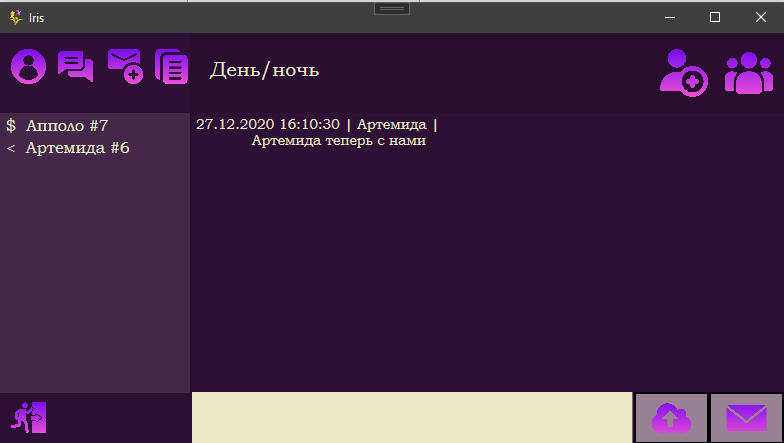 Iris
День/ночь
$ Апполо #7
< Артемида #6
27.12.2020 16:10:30 | Артемида |
Артемида теперь с нами